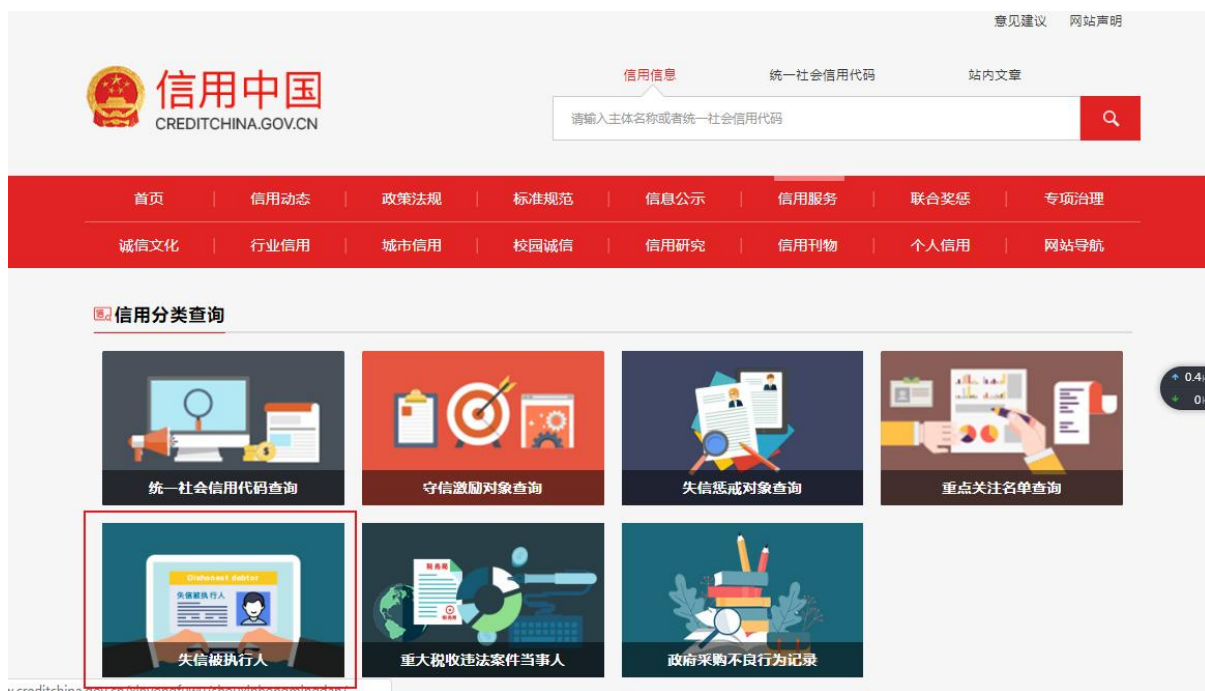 意见建议 网站声明
信用信息 统一社会信用代码 站内文章
信用中国
CREDITCHINA.GOV.CN
请输入主体名称或者统一社会信用代码
首页 信用动态 政策法规 标准规范 信息公示 信用服务 联合奖惩 专项治理
诚信文化 行业信用 城市信用 校园诚信 信用研究 信用刊物 个人信用 网站导航
信用分类查询
统一社会信用代码查询 守信激励对象查询 失信惩戒对象查询 重点关注名单查询
Dishonest debtor
失信被执行人
税务局
失信被执行人 重大税收违法案件当事人 政府采购不良行为记录
0.4
0